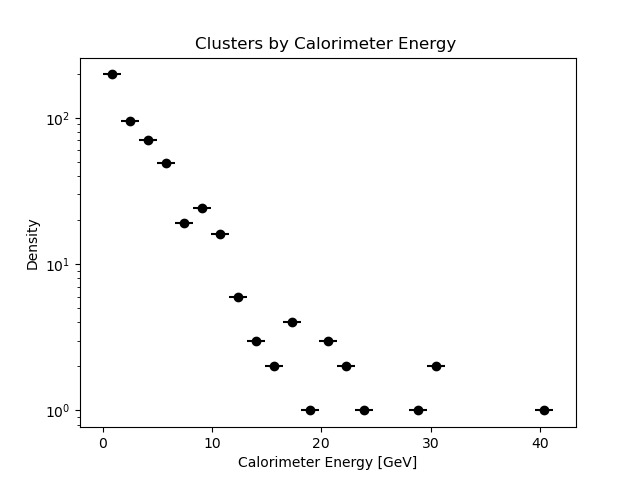 Clusters by Calorimeter Energy
Density
10²
10¹
10⁰
0 10 20 30 40
Calorimeter Energy [GeV]